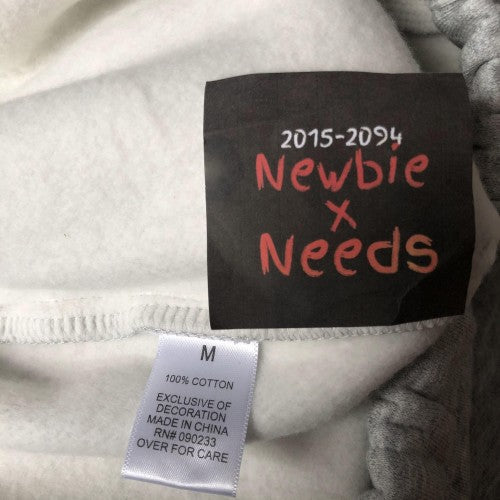 2015-2094
Newbie
x
Needs
M
100% COTTON
EXCLUSIVE OF
DECORATION
MADE IN CHINA
RN# 090233
OVER FOR CARE